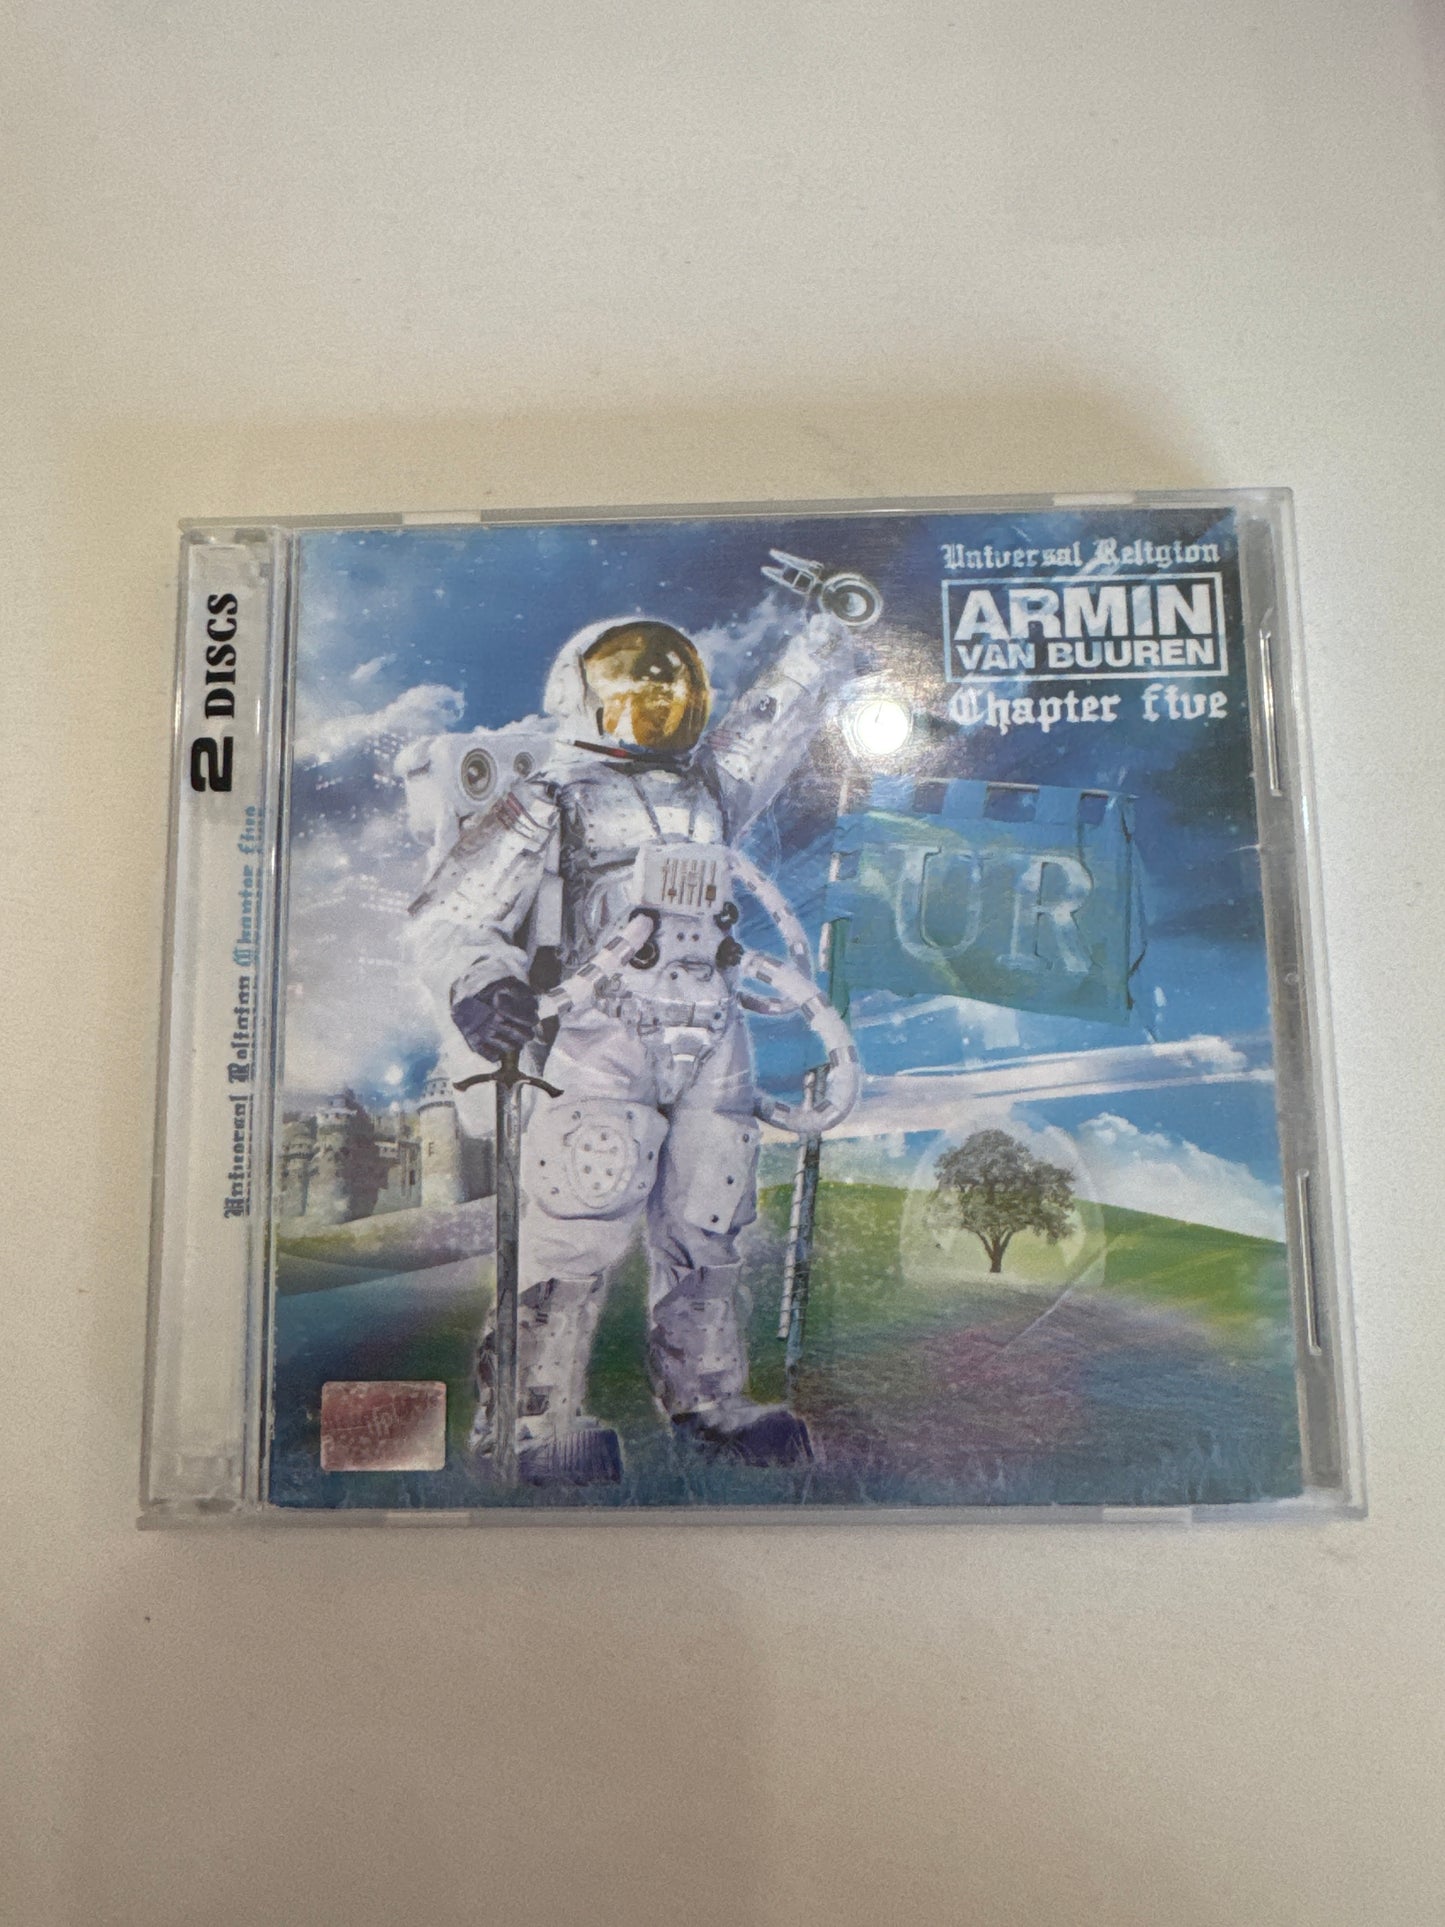 Universal Religion
ARMIN
VAN BUUREN
Chapter five
UR
2 DISCS
Universal Religion Chapter five